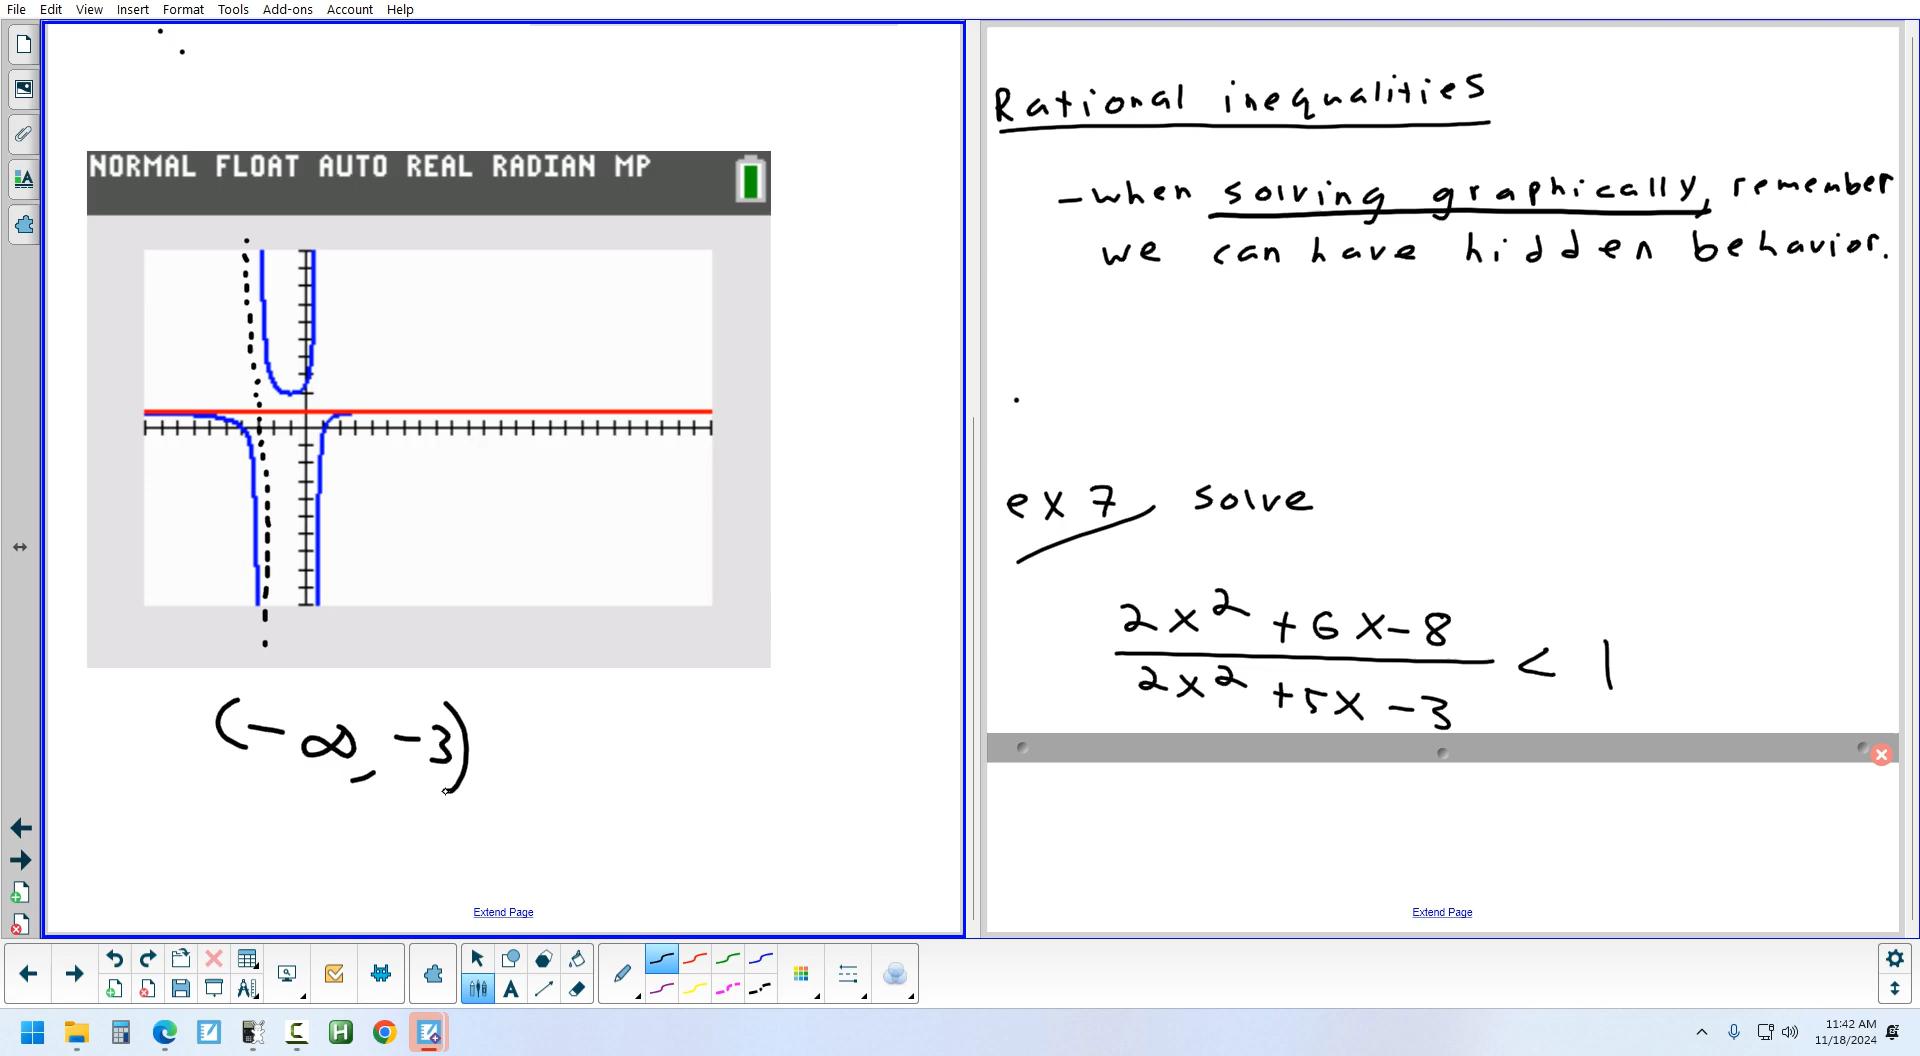 File Edit View Insert Format Tools Add-ons Account Help
NORMAL FLOAT AUTO REAL RADIAN MP
(-∞, -3)
Extend Page
Rational inequalities
- when solving graphically, remember
we can have hidden behavior.
ex 7 solve
2x² + 6x - 8
2x² + 5x - 3
< 1
Extend Page
11:42 AM
11/18/2024